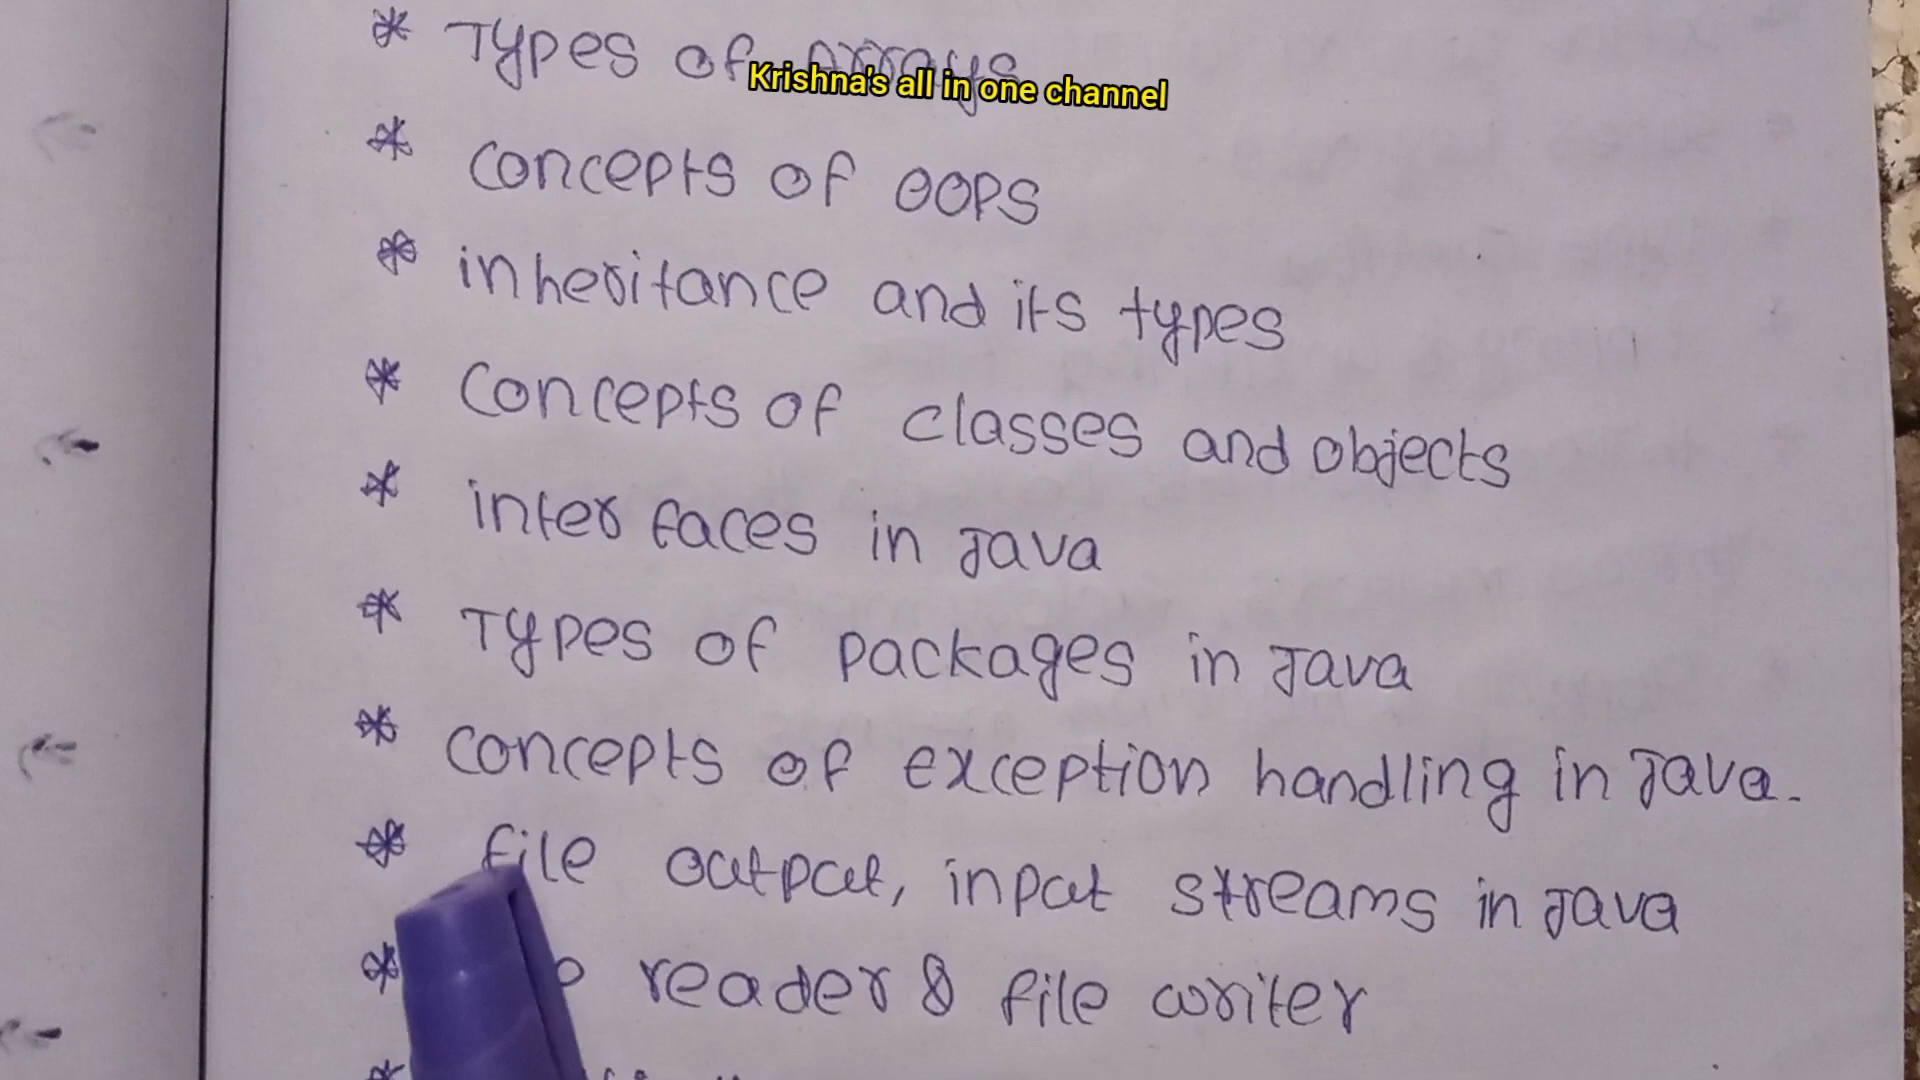 * Types of Arrays
Krishna's all in one channel
* concepts of OOPS
* inheritance and its types
* Concepts of classes and objects
* inter faces in Java
* Types of packages in Java
* concepts of exception handling in Java.
* file output, input streams in Java
* reader & file writer
*